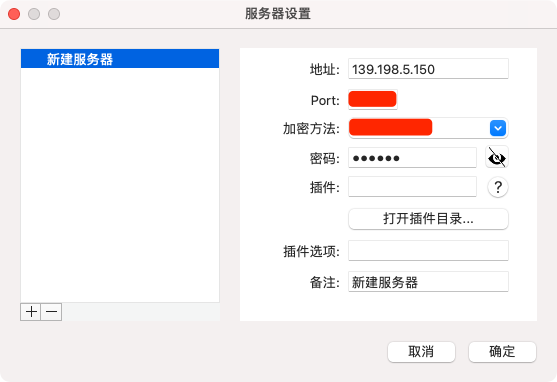 服务器设置
新建服务器
地址: 139.198.5.150
Port:
加密方法:
密码: ••••••
插件:
?
打开插件目录...
插件选项:
备注: 新建服务器
取消 确定